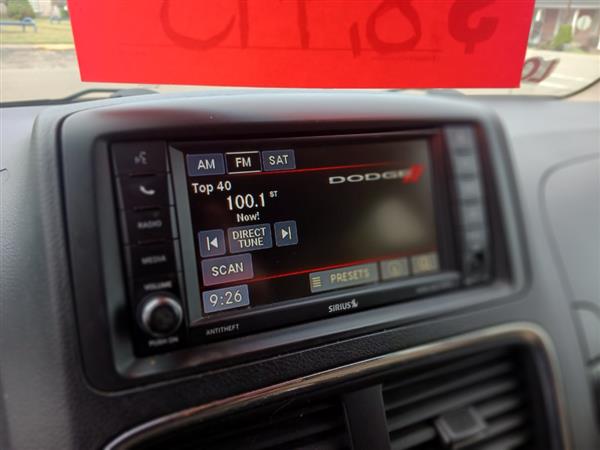 AM FM SAT
Top 40
DODGE
100.1 ST
Now!
DIRECT
TUNE
SCAN
PRESETS
9:26
SIRIUS
RADIO
MEDIA
VOLUME
PUSH ON
ANTITHEFT